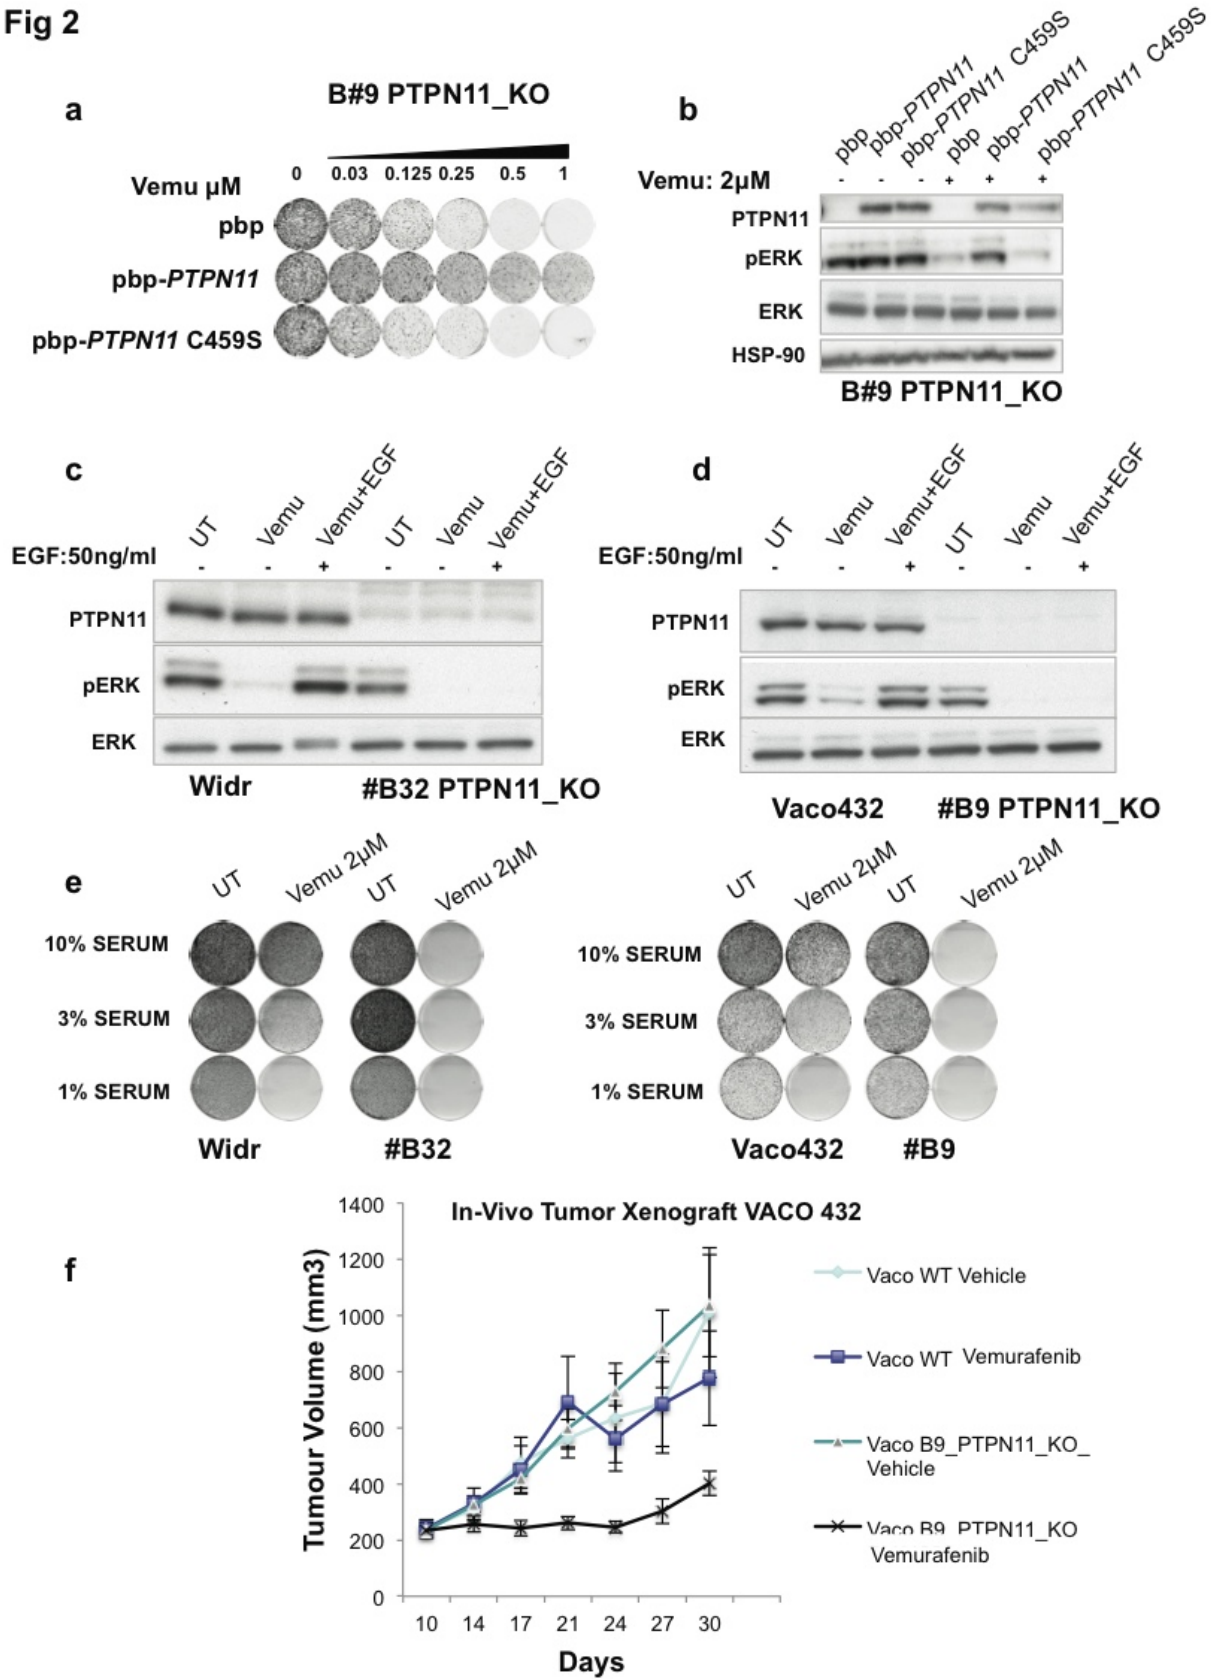 Fig 2
a
B#9 PTPN11_KO
Vemu µM
0 0.03 0.125 0.25 0.5 1
pbp
pbp-PTPN11
pbp-PTPN11 C459S
b
pbp pbp-PTPN11 pbp-PTPN11 C459S pbp pbp-PTPN11 pbp-PTPN11 C459S
Vemu: 2µM - - - + + +
PTPN11
pERK
ERK
HSP-90
B#9 PTPN11_KO
c
UT Vemu Vemu+EGF UT Vemu Vemu+EGF
EGF:50ng/ml - - + - - +
PTPN11
pERK
ERK
Widr #B32 PTPN11_KO
d
UT Vemu Vemu+EGF UT Vemu Vemu+EGF
EGF:50ng/ml - - + - - +
PTPN11
pERK
ERK
Vaco432 #B9 PTPN11_KO
e
UT Vemu 2µM UT Vemu 2µM
10% SERUM
3% SERUM
1% SERUM
Widr #B32
UT Vemu 2µM UT Vemu 2µM
10% SERUM
3% SERUM
1% SERUM
Vaco432 #B9
f
In-Vivo Tumor Xenograft VACO 432
Tumour Volume (mm3)
1400
1200
1000
800
600
400
200
0
10 14 17 21 24 27 30
Days
Vaco WT Vehicle
Vaco WT Vemurafenib
Vaco B9_PTPN11_KO_
Vehicle
Vaco B9_PTPN11_KO
Vemurafenib